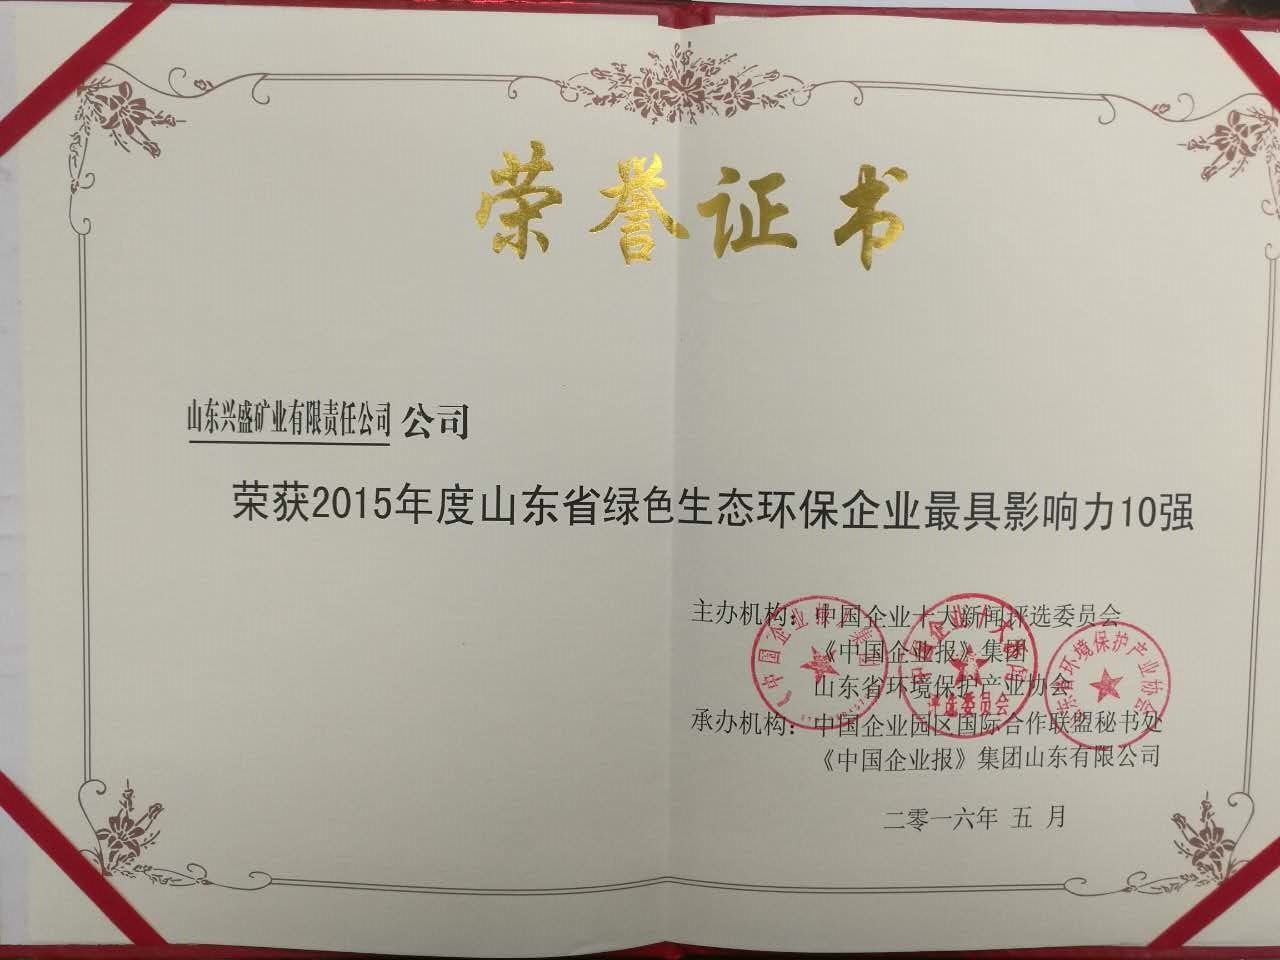 荣誉证书
山东兴盛矿业有限责任公司 公司
荣获2015年度山东省绿色生态环保企业最具影响力10强
主办机构：中国企业十大新闻评选委员会
《中国企业报》集团
山东省环境保护产业协会
承办机构：中国企业园区国际合作联盟秘书处
《中国企业报》集团山东有限公司
二零一六年 五 月